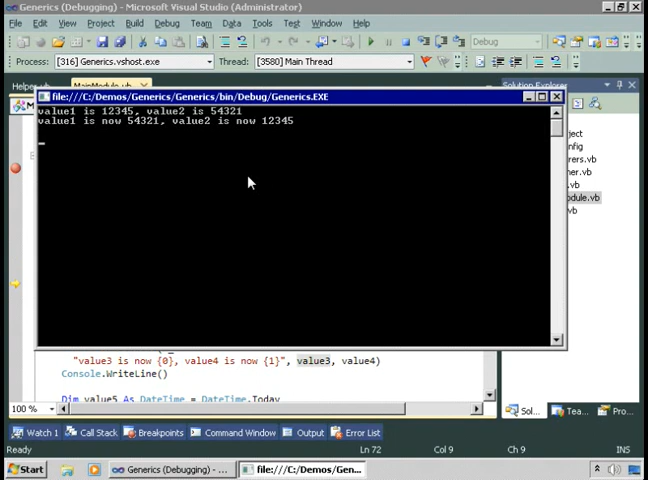 Generics (Debugging) - Microsoft Visual Studio (Administrator)
File Edit View Project Build Debug Team Data Tools Test Window Help
Debug
Process: [316] Generics.vshost.exe Thread: [3580] Main Thread
Helper MainModule.vb Solution Explorer
file:///C:/Demos/Generics/Generics/bin/Debug/Generics.EXE
value1 is 12345, value2 is 54321
value1 is now 54321, value2 is now 12345
ject
nfig
rers.vb
ner.vb
s.vb
odule.vb
vb
"value3 is now {0}, value4 is now {1}", value3, value4)
Console.WriteLine()
Dim value5 As DateTime = DateTime.Today
100 %
Sol... Tea... Pro...
Watch 1 Call Stack Breakpoints Command Window Output Error List
Ready Ln 72 Col 9 Ch 9 INS
Start Generics (Debugging) - ... file:///C:/Demos/Gen...